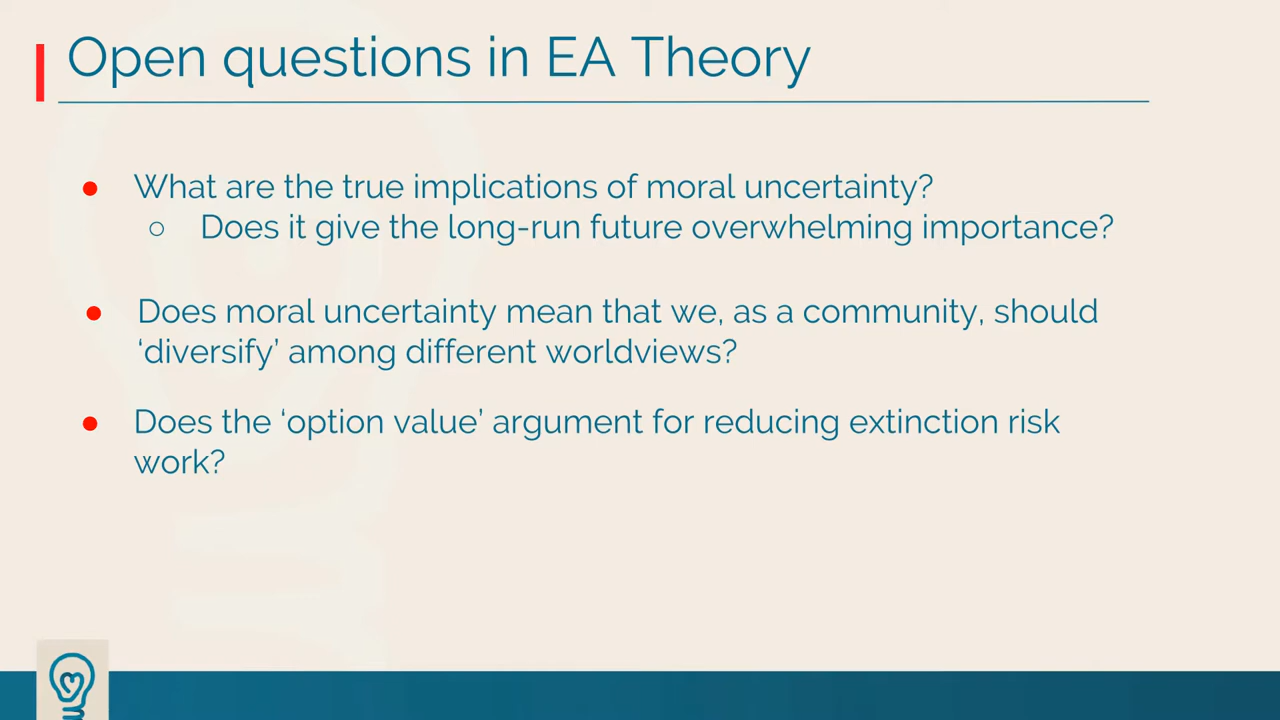 Open questions in EA Theory
● What are the true implications of moral uncertainty?
○ Does it give the long-run future overwhelming importance?
● Does moral uncertainty mean that we, as a community, should
‘diversify’ among different worldviews?
● Does the ‘option value’ argument for reducing extinction risk
work?